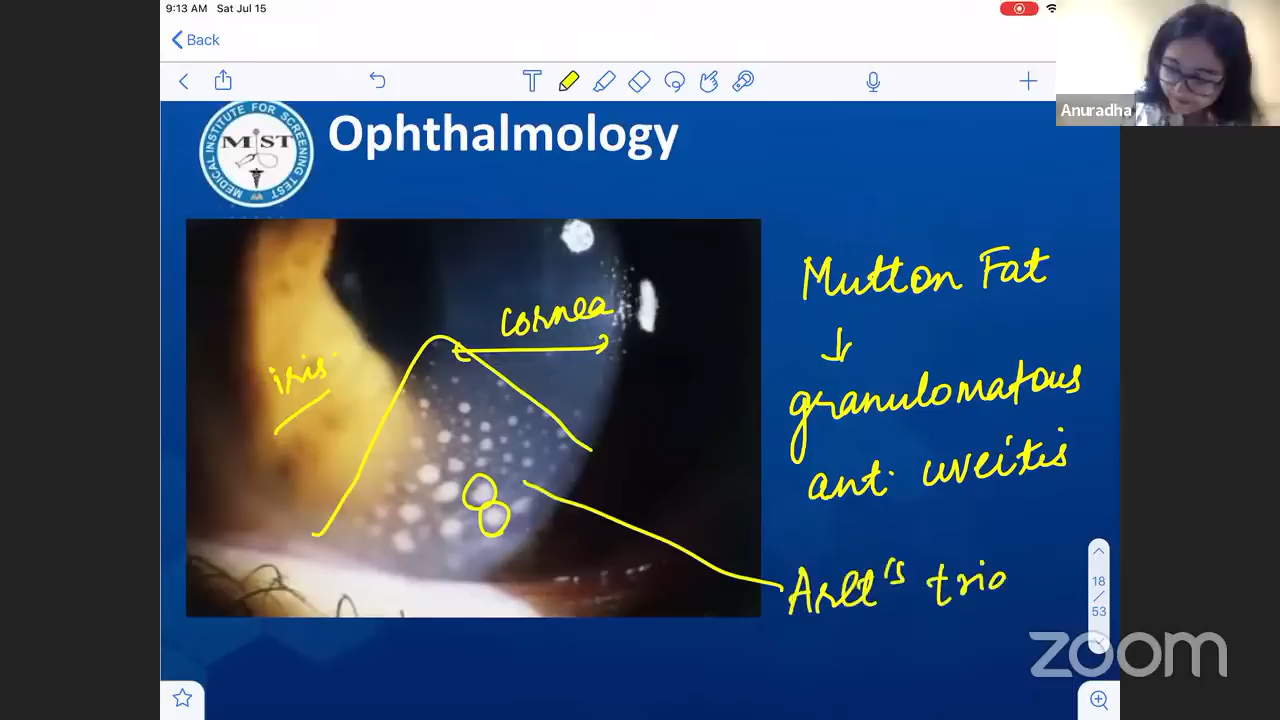 9:13 AM Sat Jul 15
Back
Anuradha
MEDICAL INSTITUTE FOR SCREENING TEST
MIST
Ophthalmology
Mutton Fat
cornea
iris
granulomatous
anti uveitis
Arlt's trio
18
/
53
zoom